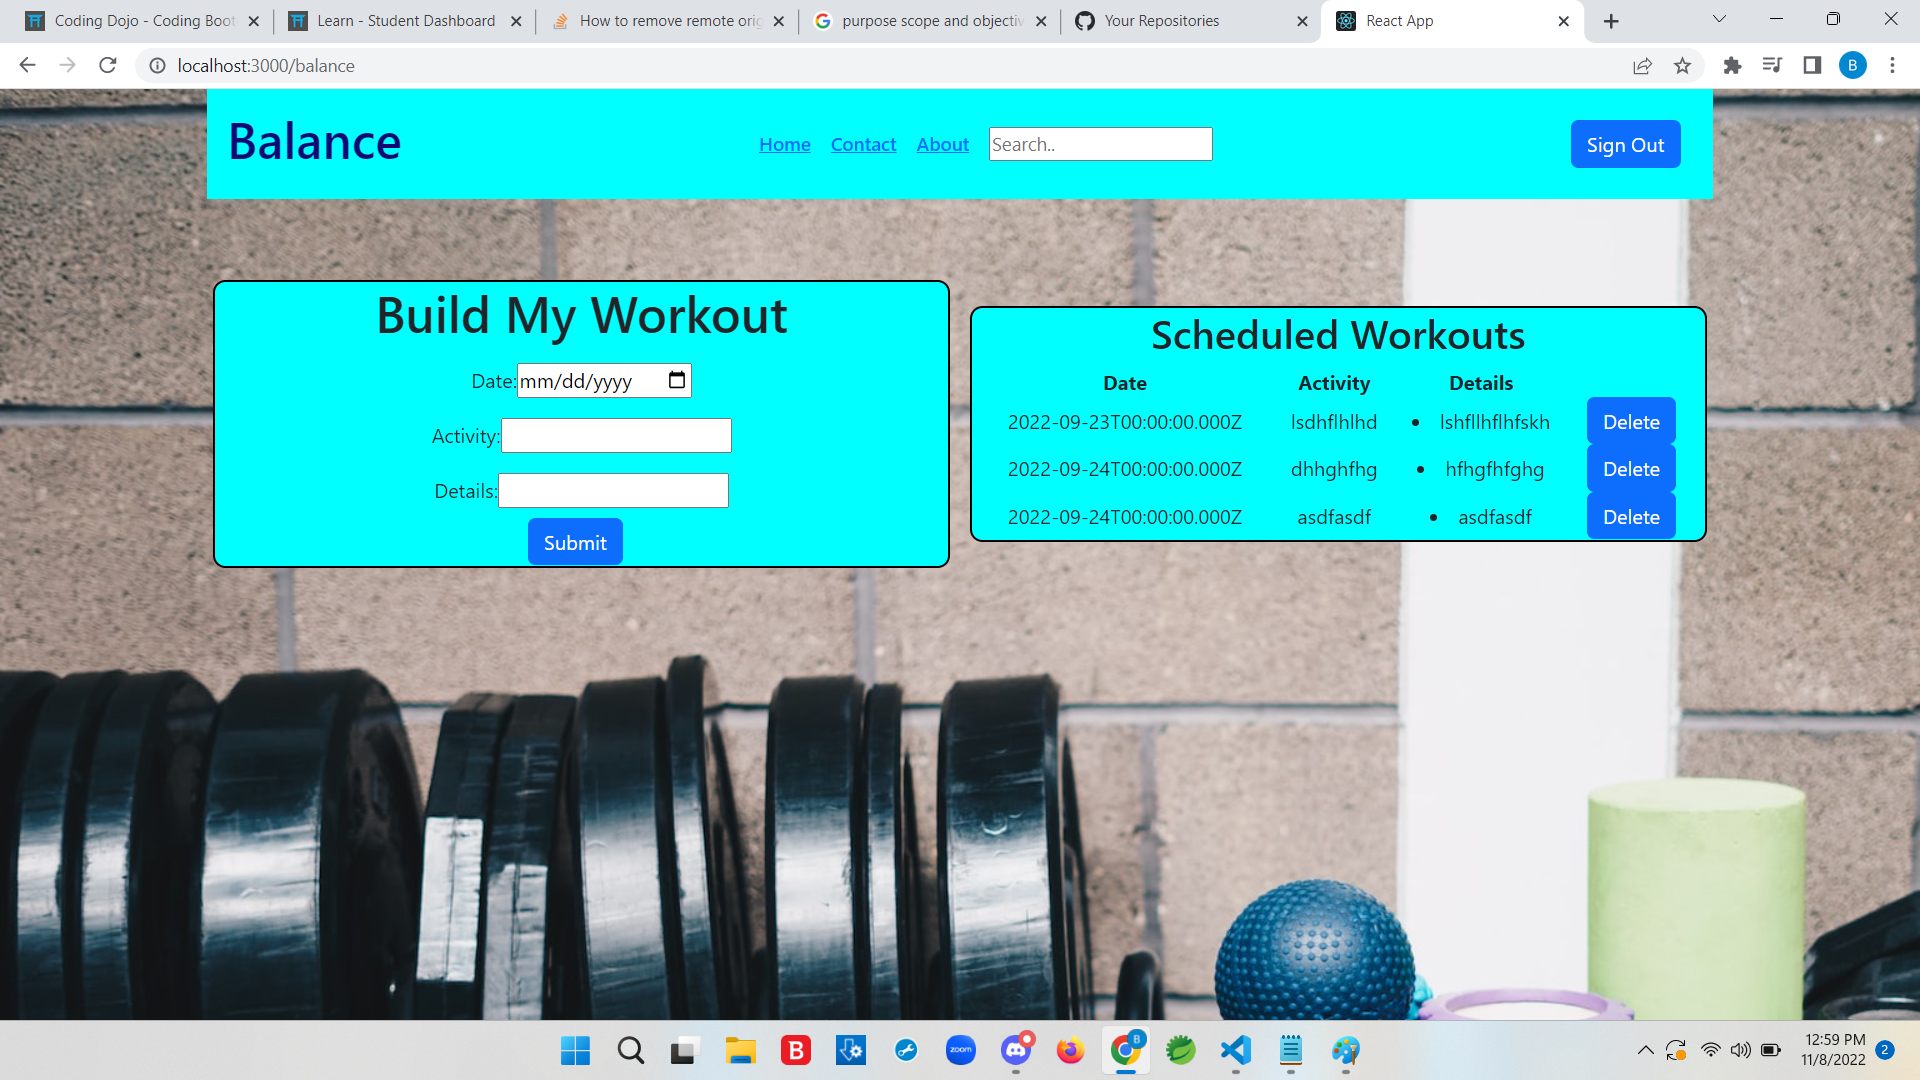 Coding Dojo - Coding Boot
Learn - Student Dashboard
How to remove remote orig
purpose scope and objectiv
Your Repositories
React App
localhost:3000/balance
B
Balance
Home Contact About Search..
Sign Out
Build My Workout
Date:mm/dd/yyyy
Activity:
Details:
Submit
Scheduled Workouts
Date Activity Details
2022-09-23T00:00:00.000Z lsdhflhlhd • lshfllhflhfskh Delete
2022-09-24T00:00:00.000Z dhhghfhg • hfhgfhfghg Delete
2022-09-24T00:00:00.000Z asdfasdf • asdfasdf Delete
B
zoom
B
12:59 PM
11/8/2022
2